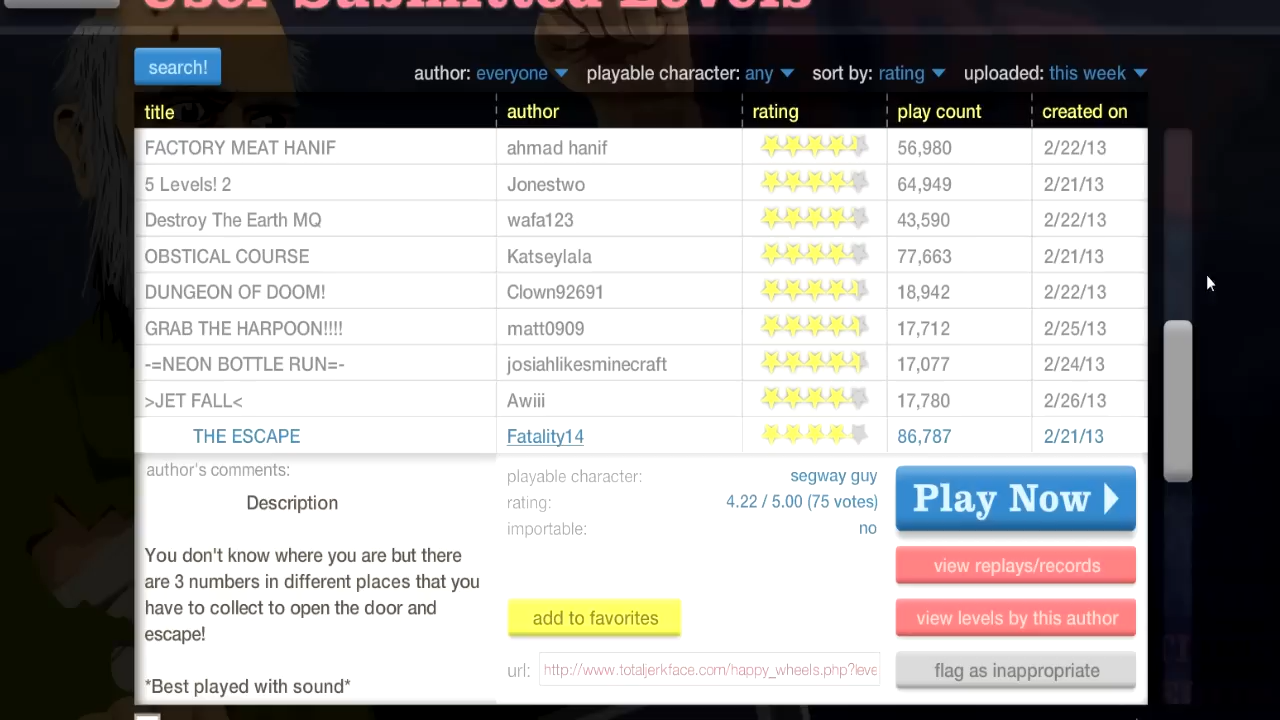 User Submitted Levels
search!
author: everyone playable character: any sort by: rating uploaded: this week
title author rating play count created on
FACTORY MEAT HANIF ahmad hanif 56,980 2/22/13
5 Levels! 2 Jonestwo 64,949 2/21/13
Destroy The Earth MQ wafa123 43,590 2/22/13
OBSTICAL COURSE Katseylala 77,663 2/21/13
DUNGEON OF DOOM! Clown92691 18,942 2/22/13
GRAB THE HARPOON!!!! matt0909 17,712 2/25/13
-=NEON BOTTLE RUN=- josiahlikesminecraft 17,077 2/24/13
>JET FALL< Awiii 17,780 2/26/13
THE ESCAPE Fatality14 86,787 2/21/13
author's comments:
Description
You don't know where you are but there
are 3 numbers in different places that you
have to collect to open the door and
escape!
*Best played with sound*
playable character: segway guy
rating: 4.22 / 5.00 (75 votes)
importable: no
add to favorites
url: http://www.totaljerkface.com/happy_wheels.php?leve
Play Now
view replays/records
view levels by this author
flag as inappropriate